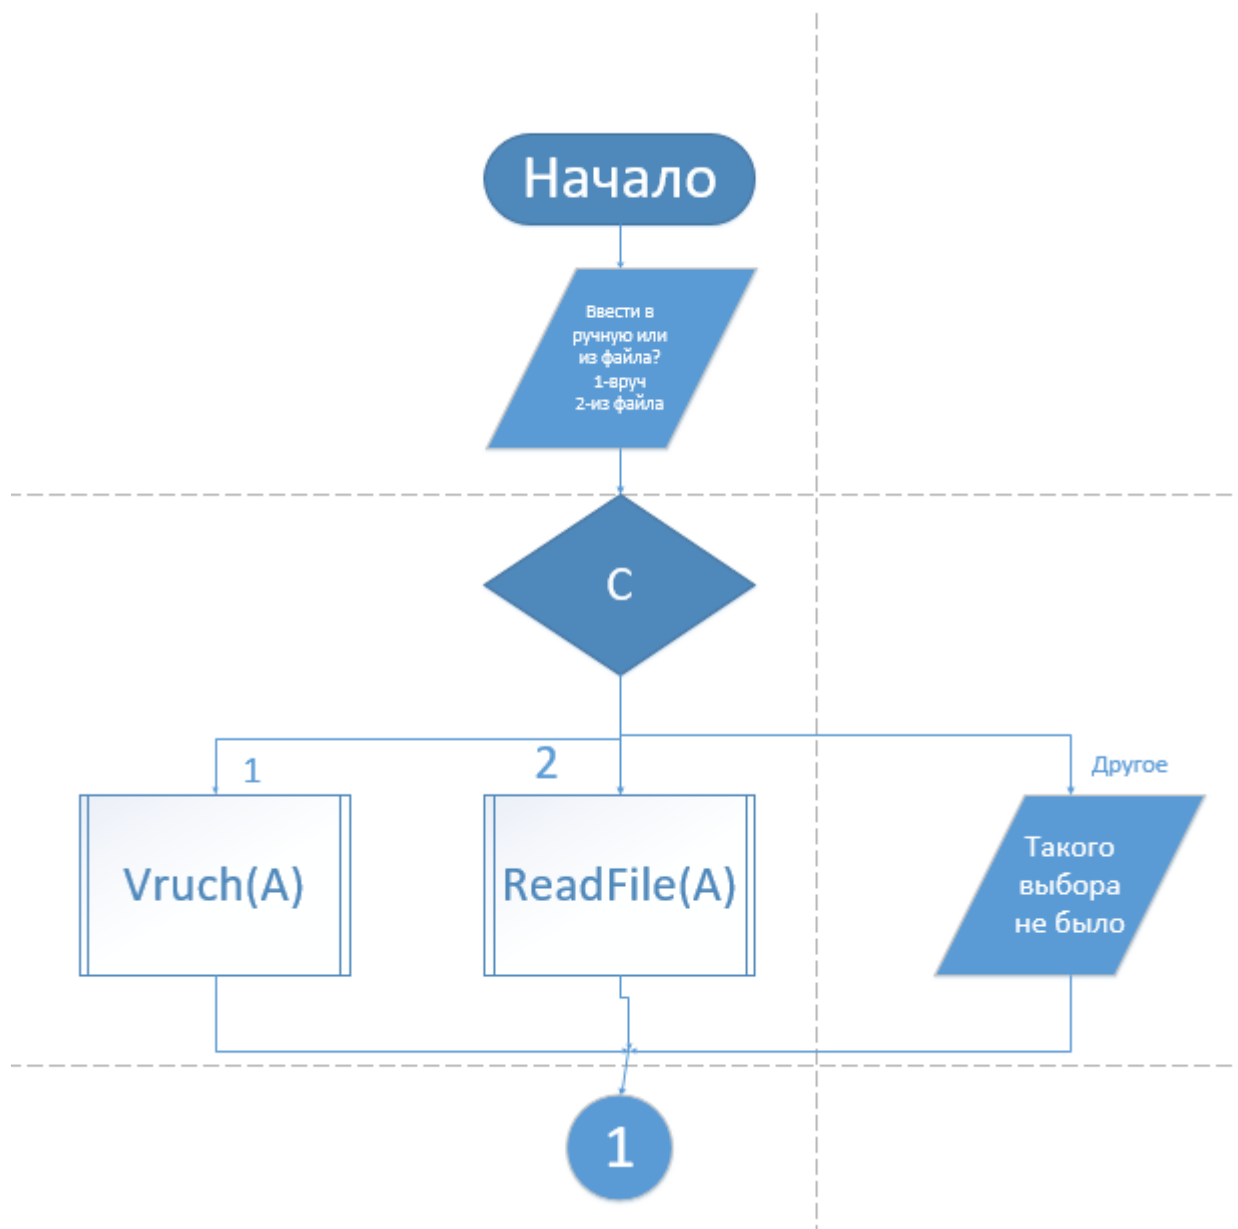 Начало
Ввести в
ручную или
из файла?
1-вруч
2-из файла
С
1
2
Другое
Vruch(A)
ReadFile(A)
Такого
выбора
не было
1